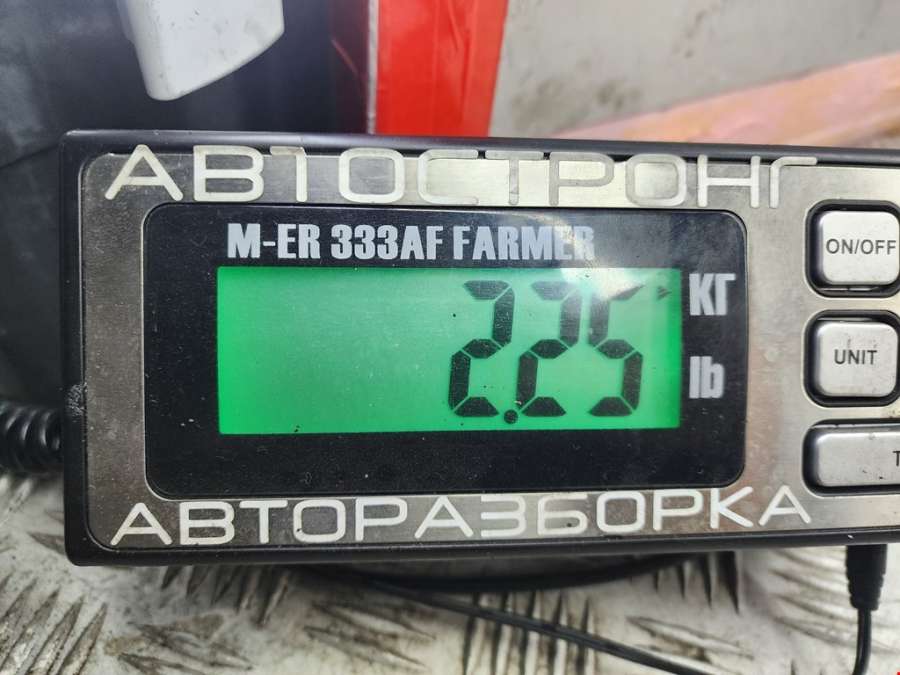 АВТОСТРОНГ
M-ER 333AF FARMER
ON/OFF
2.25 КГ
UNIT
lb
АВТОРАЗБОРКА